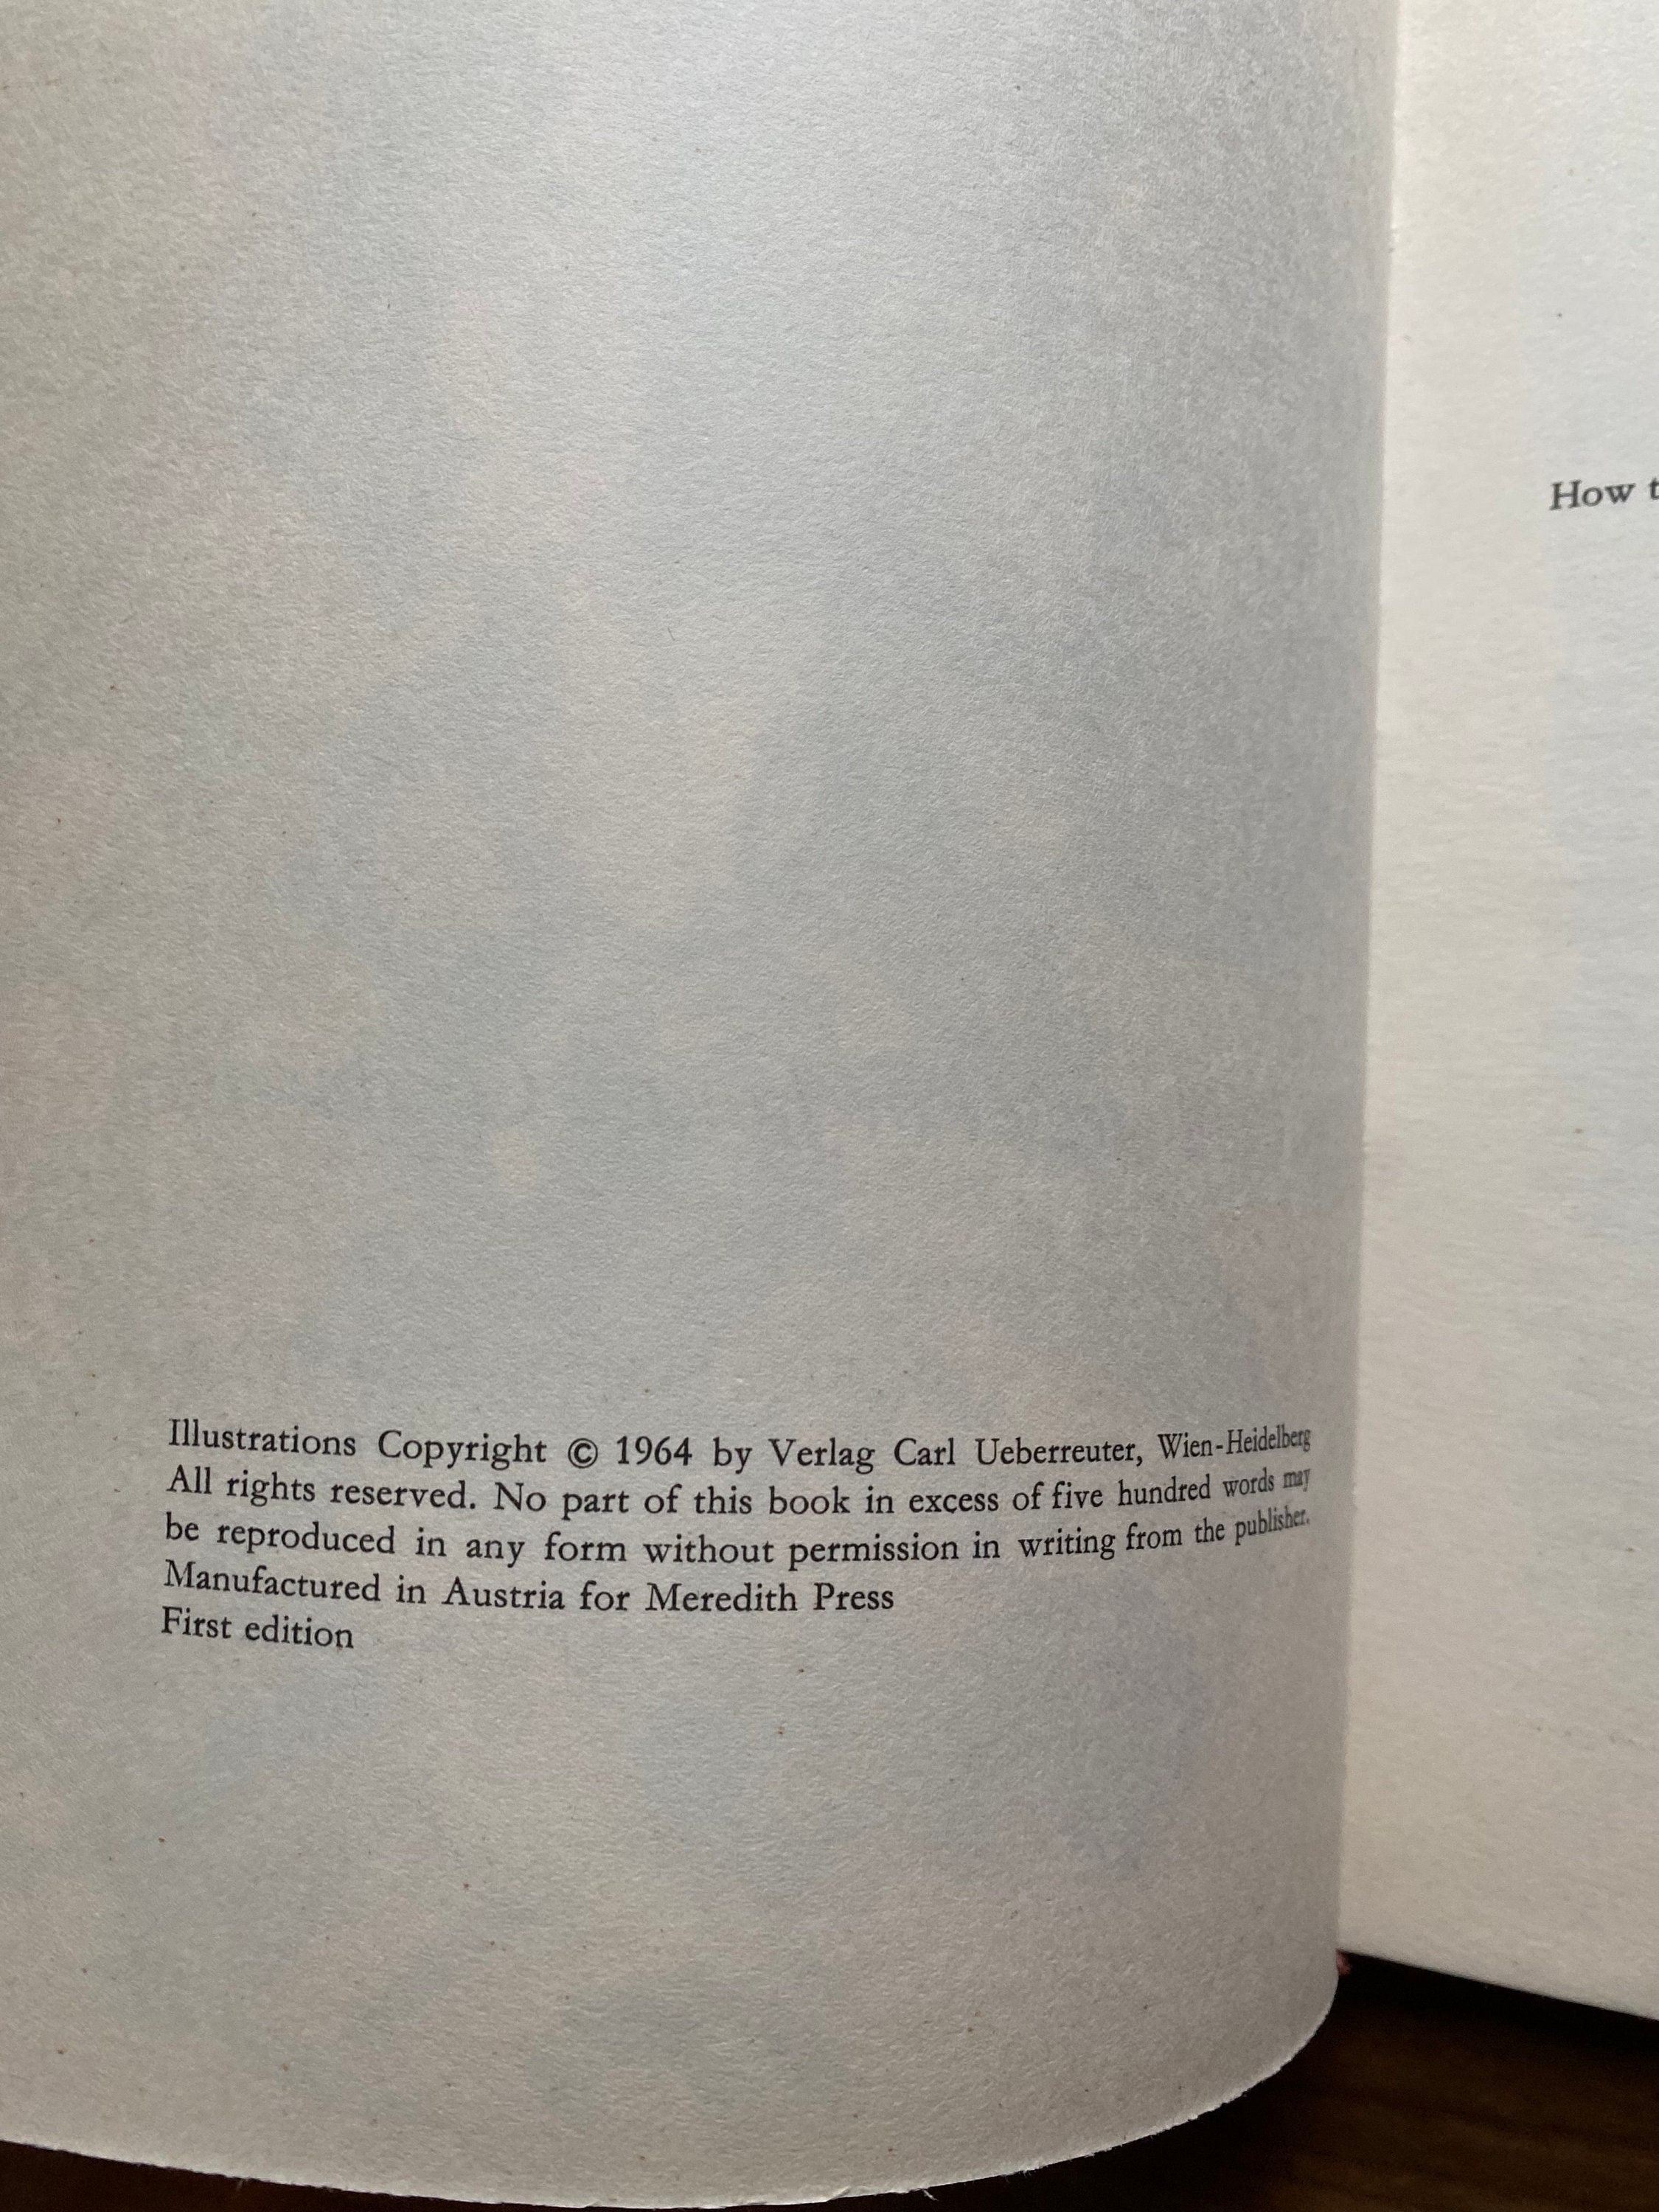 Illustrations Copyright © 1964 by Verlag Carl Ueberreuter, Wien-Heidelberg
All rights reserved. No part of this book in excess of five hundred words may
be reproduced in any form without permission in writing from the publisher.
Manufactured in Austria for Meredith Press
First edition
How t